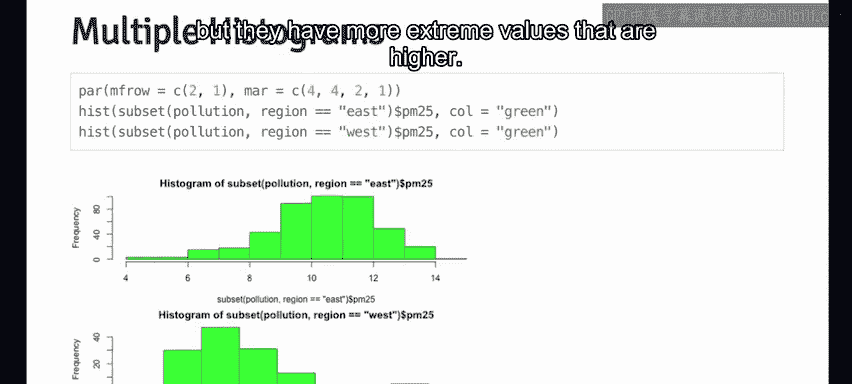 Multiple Histograms
but they have more extreme values that are
higher.
par(mfrow = c(2, 1), mar = c(4, 4, 2, 1))
hist(subset(pollution, region == "east")$pm25, col = "green")
hist(subset(pollution, region == "west")$pm25, col = "green")
Histogram of subset(pollution, region == "east")$pm25
Frequency
80
40
0
4 6 8 10 12 14
subset(pollution, region == "east")$pm25
Histogram of subset(pollution, region == "west")$pm25
Frequency
40
20